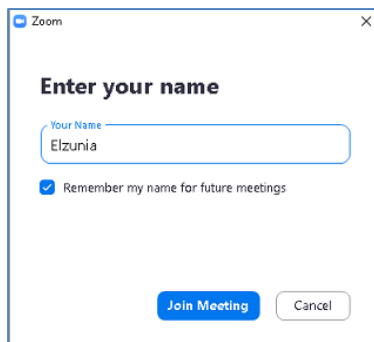 Zoom
Enter your name
Your Name
Elzunia
Remember my name for future meetings
Join Meeting Cancel